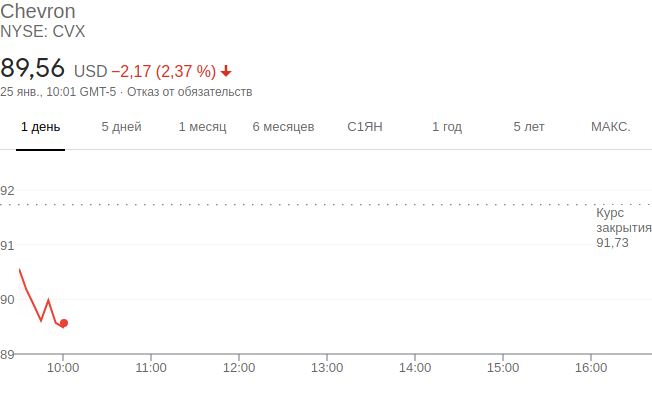 Chevron
NYSE: CVX
89,56 USD −2,17 (2,37 %)
25 янв., 10:01 GMT-5 · Отказ от обязательств
1 день 5 дней 1 месяц 6 месяцев С1ЯН 1 год 5 лет МАКС.
92
Курс
закрытия
91,73
91
90
89
10:00 11:00 12:00 13:00 14:00 15:00 16:00